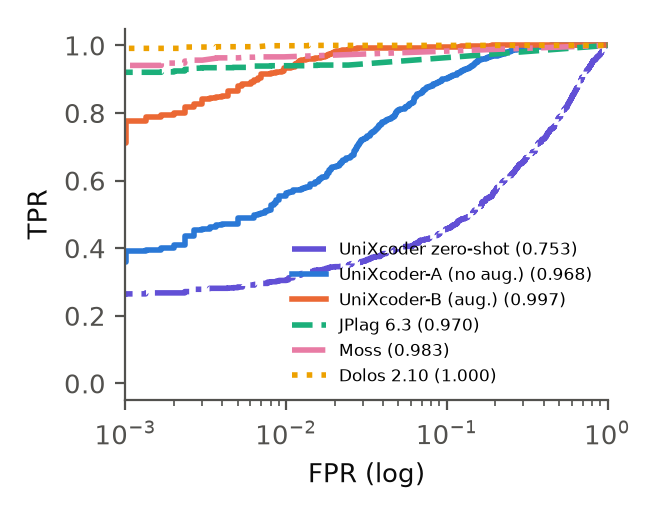 1.0
0.8
0.6
0.4
0.2
0.0
TPR
UniXcoder zero-shot (0.753)
UniXcoder-A (no aug.) (0.968)
UniXcoder-B (aug.) (0.997)
JPlag 6.3 (0.970)
Moss (0.983)
Dolos 2.10 (1.000)
10⁻³ 10⁻² 10⁻¹ 10⁰
FPR (log)